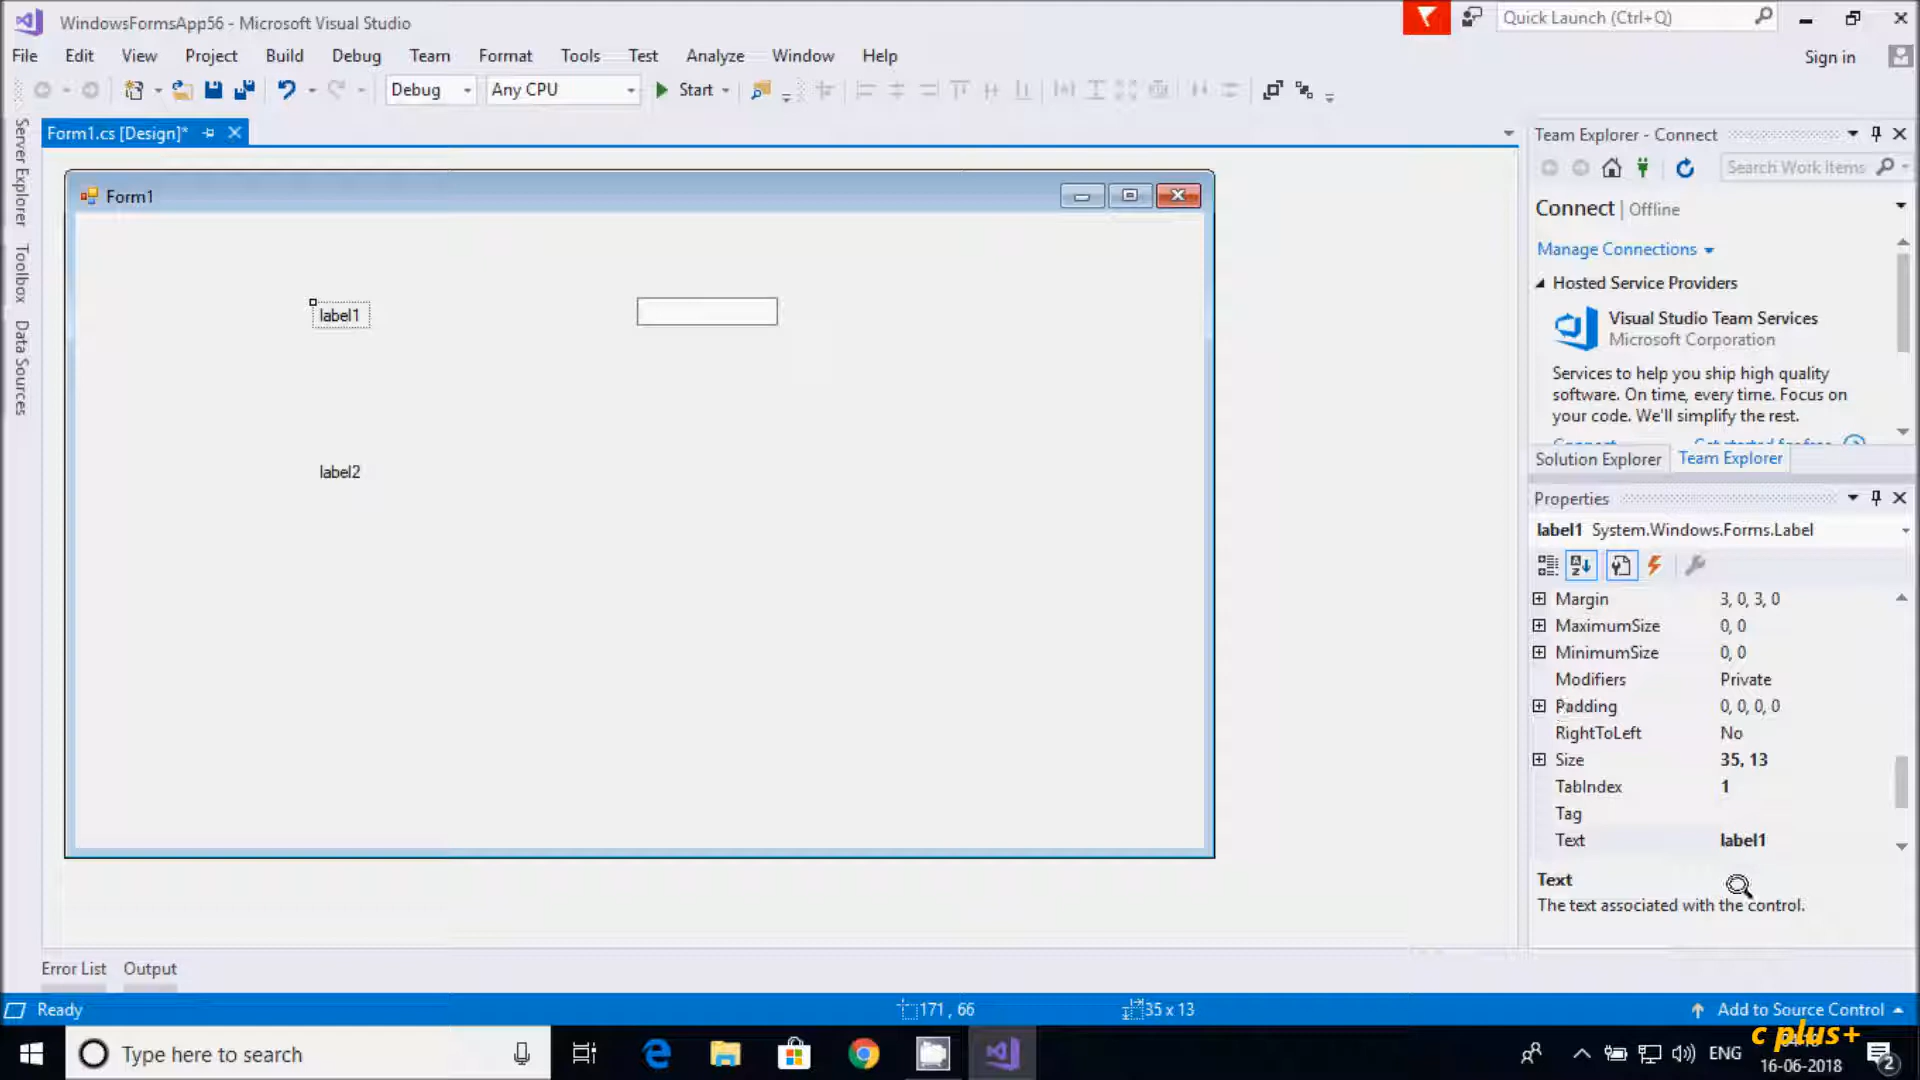 WindowsFormsApp56 - Microsoft Visual Studio
Quick Launch (Ctrl+Q)
File Edit View Project Build Debug Team Format Tools Test Analyze Window Help
Sign in
Debug Any CPU Start
Server Explorer
Toolbox
Data Sources
Form1.cs [Design]*
Form1
label1
label2
Team Explorer - Connect
Search Work Items
Connect | Offline
Manage Connections
Hosted Service Providers
Visual Studio Team Services
Microsoft Corporation
Services to help you ship high quality
software. On time, every time. Focus on
your code. We'll simplify the rest.
Solution Explorer Team Explorer
Properties
label1 System.Windows.Forms.Label
Margin 3, 0, 3, 0
MaximumSize 0, 0
MinimumSize 0, 0
Modifiers Private
Padding 0, 0, 0, 0
RightToLeft No
Size 35, 13
TabIndex 1
Tag
Text label1
Text
The text associated with the control.
Error List Output
Ready
171 , 66
35 x 13
Add to Source Control
Type here to search
ENG
c plus+
16-06-2018
2